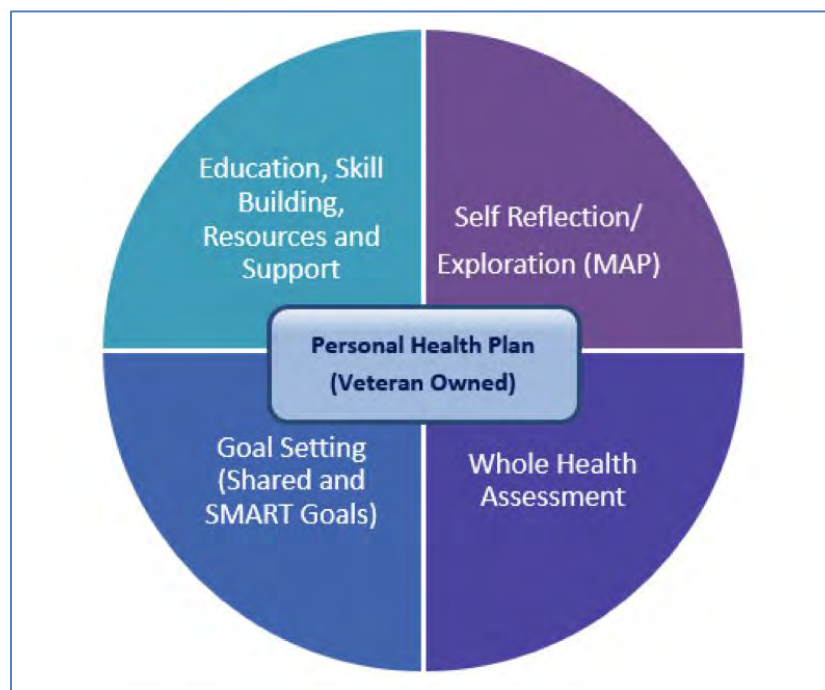 Education, Skill
Building,
Resources and
Support
Self Reflection/
Exploration (MAP)
Personal Health Plan
(Veteran Owned)
Goal Setting
(Shared and
SMART Goals)
Whole Health
Assessment